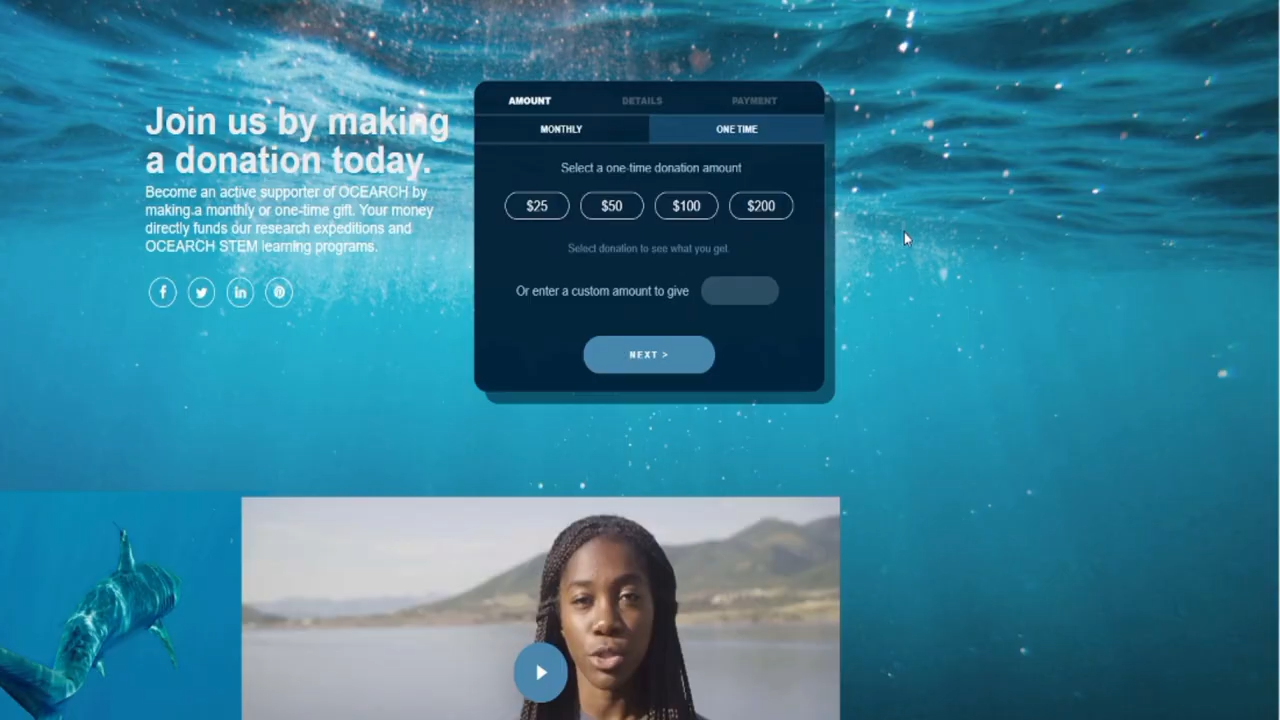 Join us by making
a donation today.
Become an active supporter of OCEARCH by
making a monthly or one-time gift. Your money
directly funds our research expeditions and
OCEARCH STEM learning programs.
AMOUNT DETAILS PAYMENT
MONTHLY ONE TIME
Select a one-time donation amount
$25 $50 $100 $200
Select donation to see what you get.
Or enter a custom amount to give
NEXT >